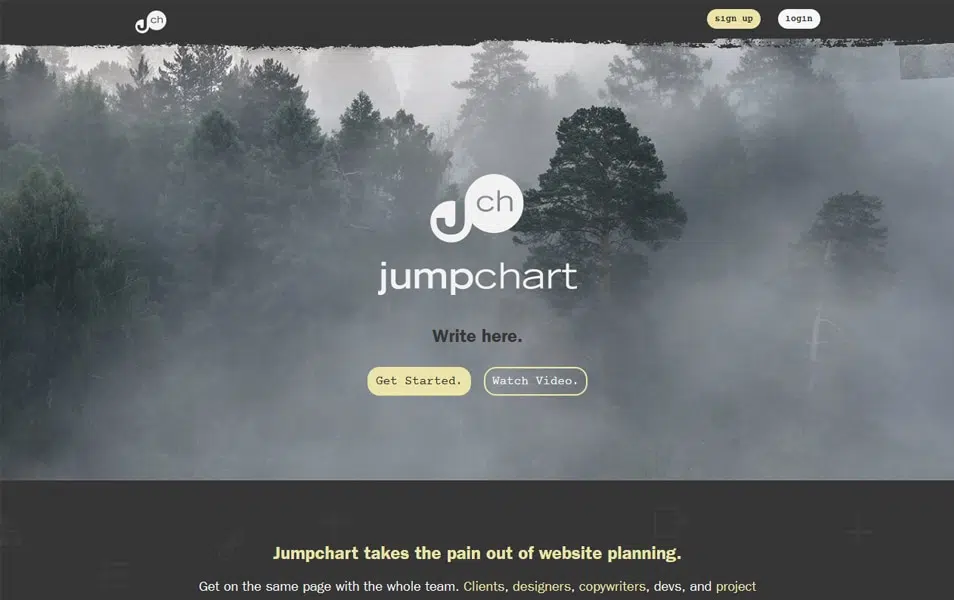 Jch
sign up
login
Jch
jumpchart
Write here.
Get Started.
Watch Video.
Jumpchart takes the pain out of website planning.
Get on the same page with the whole team. Clients, designers, copywriters, devs, and project